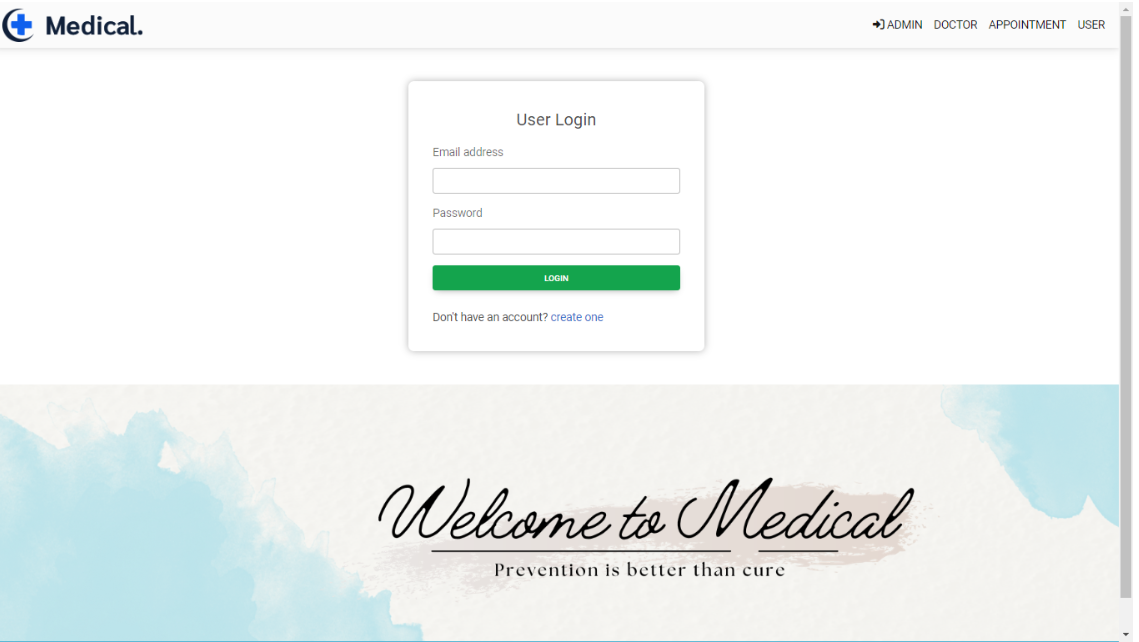 Medical.
ADMIN DOCTOR APPOINTMENT USER
User Login
Email address
Password
LOGIN
Don't have an account? create one
Welcome to Medical
Prevention is better than cure